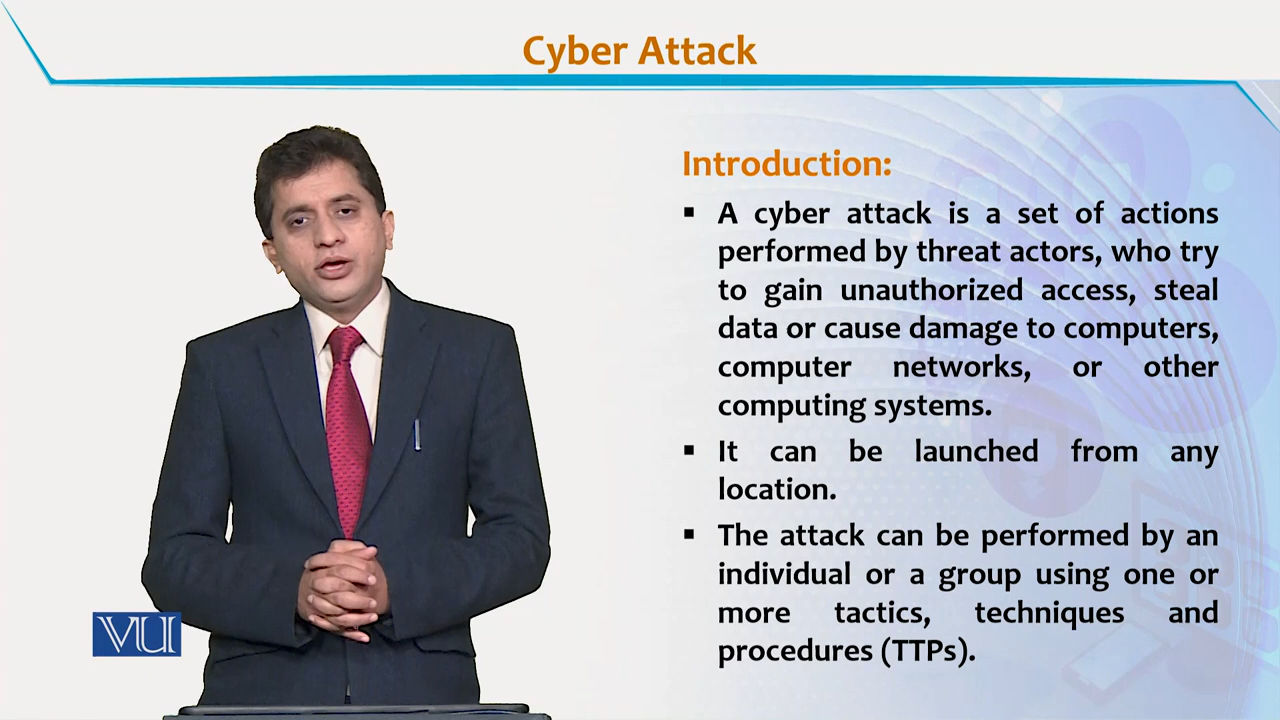 Cyber Attack
Introduction:
▪ A cyber attack is a set of actions
performed by threat actors, who try
to gain unauthorized access, steal
data or cause damage to computers,
computer networks, or other
computing systems.
▪ It can be launched from any
location.
▪ The attack can be performed by an
individual or a group using one or
more tactics, techniques and
procedures (TTPs).
VU